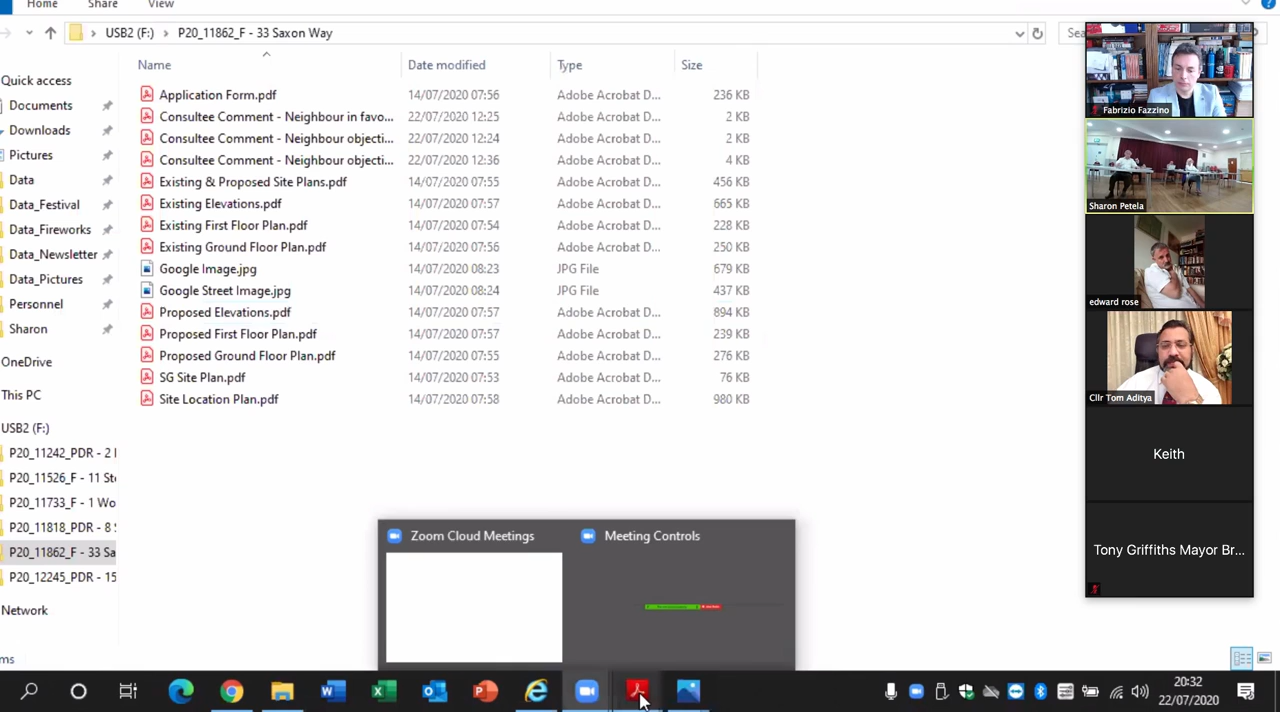 Home Share View
USB2 (F:) > P20_11862_F - 33 Saxon Way
Sea
Name Date modified Type Size
Quick access
Documents
Downloads
Pictures
Data
Data_Festival
Data_Fireworks
Data_Newsletter
Data_Pictures
Personnel
Sharon
OneDrive
This PC
USB2 (F:)
P20_11242_PDR - 2
P20_11526_F - 11 St
P20_11733_F - 1 Wo
P20_11818_PDR - 8
P20_11862_F - 33 Sa
P20_12245_PDR - 15
Network
ms
Application Form.pdf 14/07/2020 07:56 Adobe Acrobat D... 236 KB
Consultee Comment - Neighbour in favo... 22/07/2020 12:25 Adobe Acrobat D... 2 KB
Consultee Comment - Neighbour objecti... 22/07/2020 12:24 Adobe Acrobat D... 2 KB
Consultee Comment - Neighbour objecti... 22/07/2020 12:36 Adobe Acrobat D... 4 KB
Existing & Proposed Site Plans.pdf 14/07/2020 07:55 Adobe Acrobat D... 456 KB
Existing Elevations.pdf 14/07/2020 07:57 Adobe Acrobat D... 665 KB
Existing First Floor Plan.pdf 14/07/2020 07:54 Adobe Acrobat D... 228 KB
Existing Ground Floor Plan.pdf 14/07/2020 07:56 Adobe Acrobat D... 250 KB
Google Image.jpg 14/07/2020 08:23 JPG File 679 KB
Google Street Image.jpg 14/07/2020 08:24 JPG File 437 KB
Proposed Elevations.pdf 14/07/2020 07:57 Adobe Acrobat D... 894 KB
Proposed First Floor Plan.pdf 14/07/2020 07:57 Adobe Acrobat D... 239 KB
Proposed Ground Floor Plan.pdf 14/07/2020 07:55 Adobe Acrobat D... 276 KB
SG Site Plan.pdf 14/07/2020 07:53 Adobe Acrobat D... 76 KB
Site Location Plan.pdf 14/07/2020 07:58 Adobe Acrobat D... 980 KB
Fabrizio Fazzino
Sharon Petela
edward rose
Cllr Tom Aditya
Keith
Tony Griffiths Mayor Br...
Zoom Cloud Meetings Meeting Controls
20:32
22/07/2020